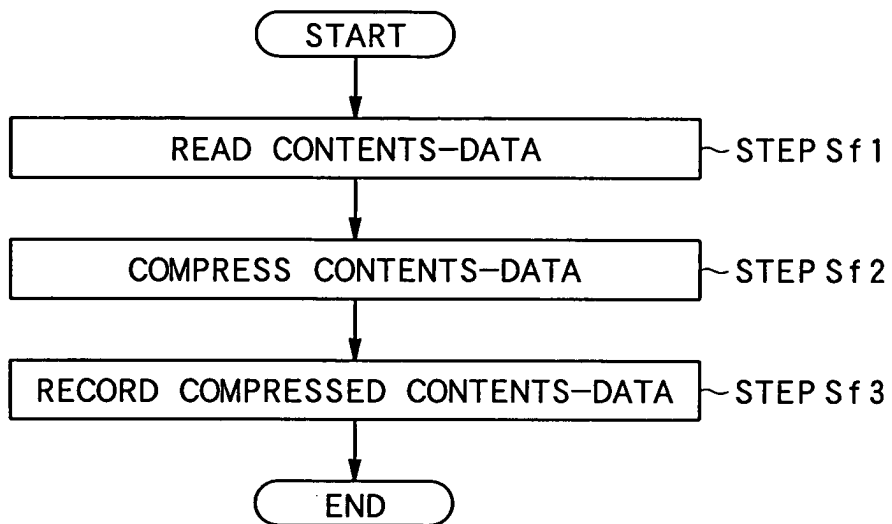 START
READ CONTENTS-DATA
STEP Sf1
COMPRESS CONTENTS-DATA
STEP Sf2
RECORD COMPRESSED CONTENTS-DATA
STEP Sf3
END